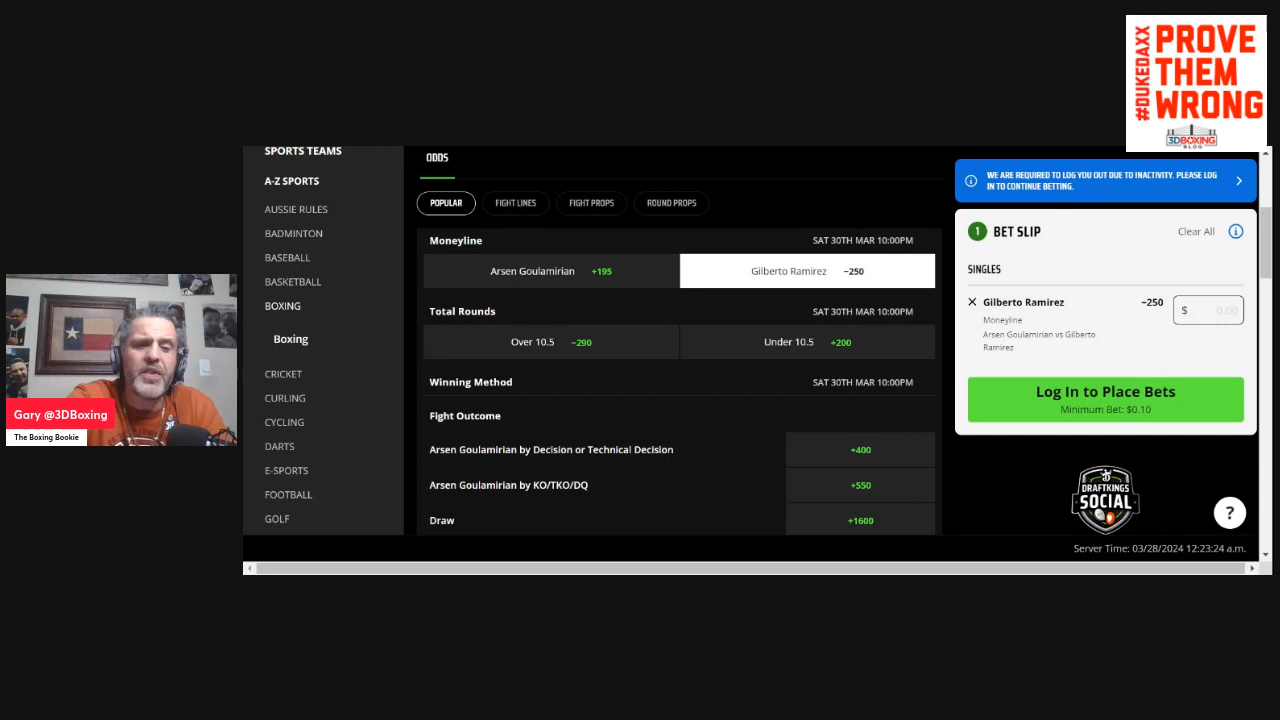 #DUKEDAXX
PROVE
THEM
WRONG
3DBOXING
BLOG
SPORTS TEAMS
A-Z SPORTS
AUSSIE RULES
BADMINTON
BASEBALL
BASKETBALL
BOXING
Boxing
CRICKET
CURLING
CYCLING
DARTS
E-SPORTS
FOOTBALL
GOLF
ODDS
POPULAR FIGHT LINES FIGHT PROPS ROUND PROPS
Moneyline SAT 30TH MAR 10:00PM
Arsen Goulamirian +195 Gilberto Ramirez −250
Total Rounds SAT 30TH MAR 10:00PM
Over 10.5 −290 Under 10.5 +200
Winning Method SAT 30TH MAR 10:00PM
Fight Outcome
Arsen Goulamirian by Decision or Technical Decision +400
Arsen Goulamirian by KO/TKO/DQ +550
Draw +1600
WE ARE REQUIRED TO LOG YOU OUT DUE TO INACTIVITY. PLEASE LOG
IN TO CONTINUE BETTING.
1 BET SLIP Clear All
SINGLES
Gilberto Ramirez −250 $ 0.00
Moneyline
Arsen Goulamirian vs Gilberto
Ramirez
Log In to Place Bets
Minimum Bet: $0.10
DRAFTKINGS
SOCIAL
?
Server Time: 03/28/2024 12:23:24 a.m.
Gary @3DBoxing
The Boxing Bookie